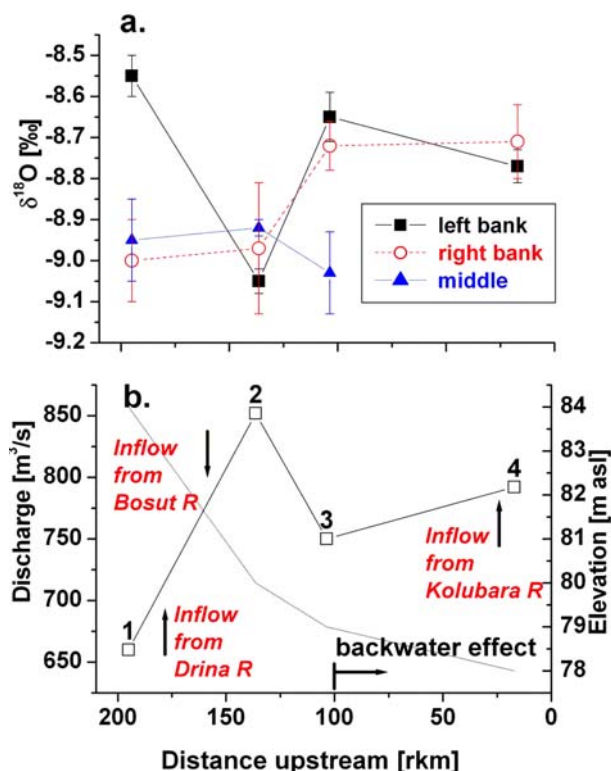 a.
-8.5
-8.6
-8.7
-8.8
-8.9
-9.0
-9.1
-9.2
δ¹⁸O [‰]
left bank
right bank
middle
b.
850
800
750
700
650
Discharge [m³/s]
84
83
82
81
80
79
78
Elevation [m asl]
Inflow
from
Bosut R
1
2
3
4
Inflow
from
Drina R
Inflow
from
Kolubara R
backwater effect
200
150
100
50
0
Distance upstream [rkm]